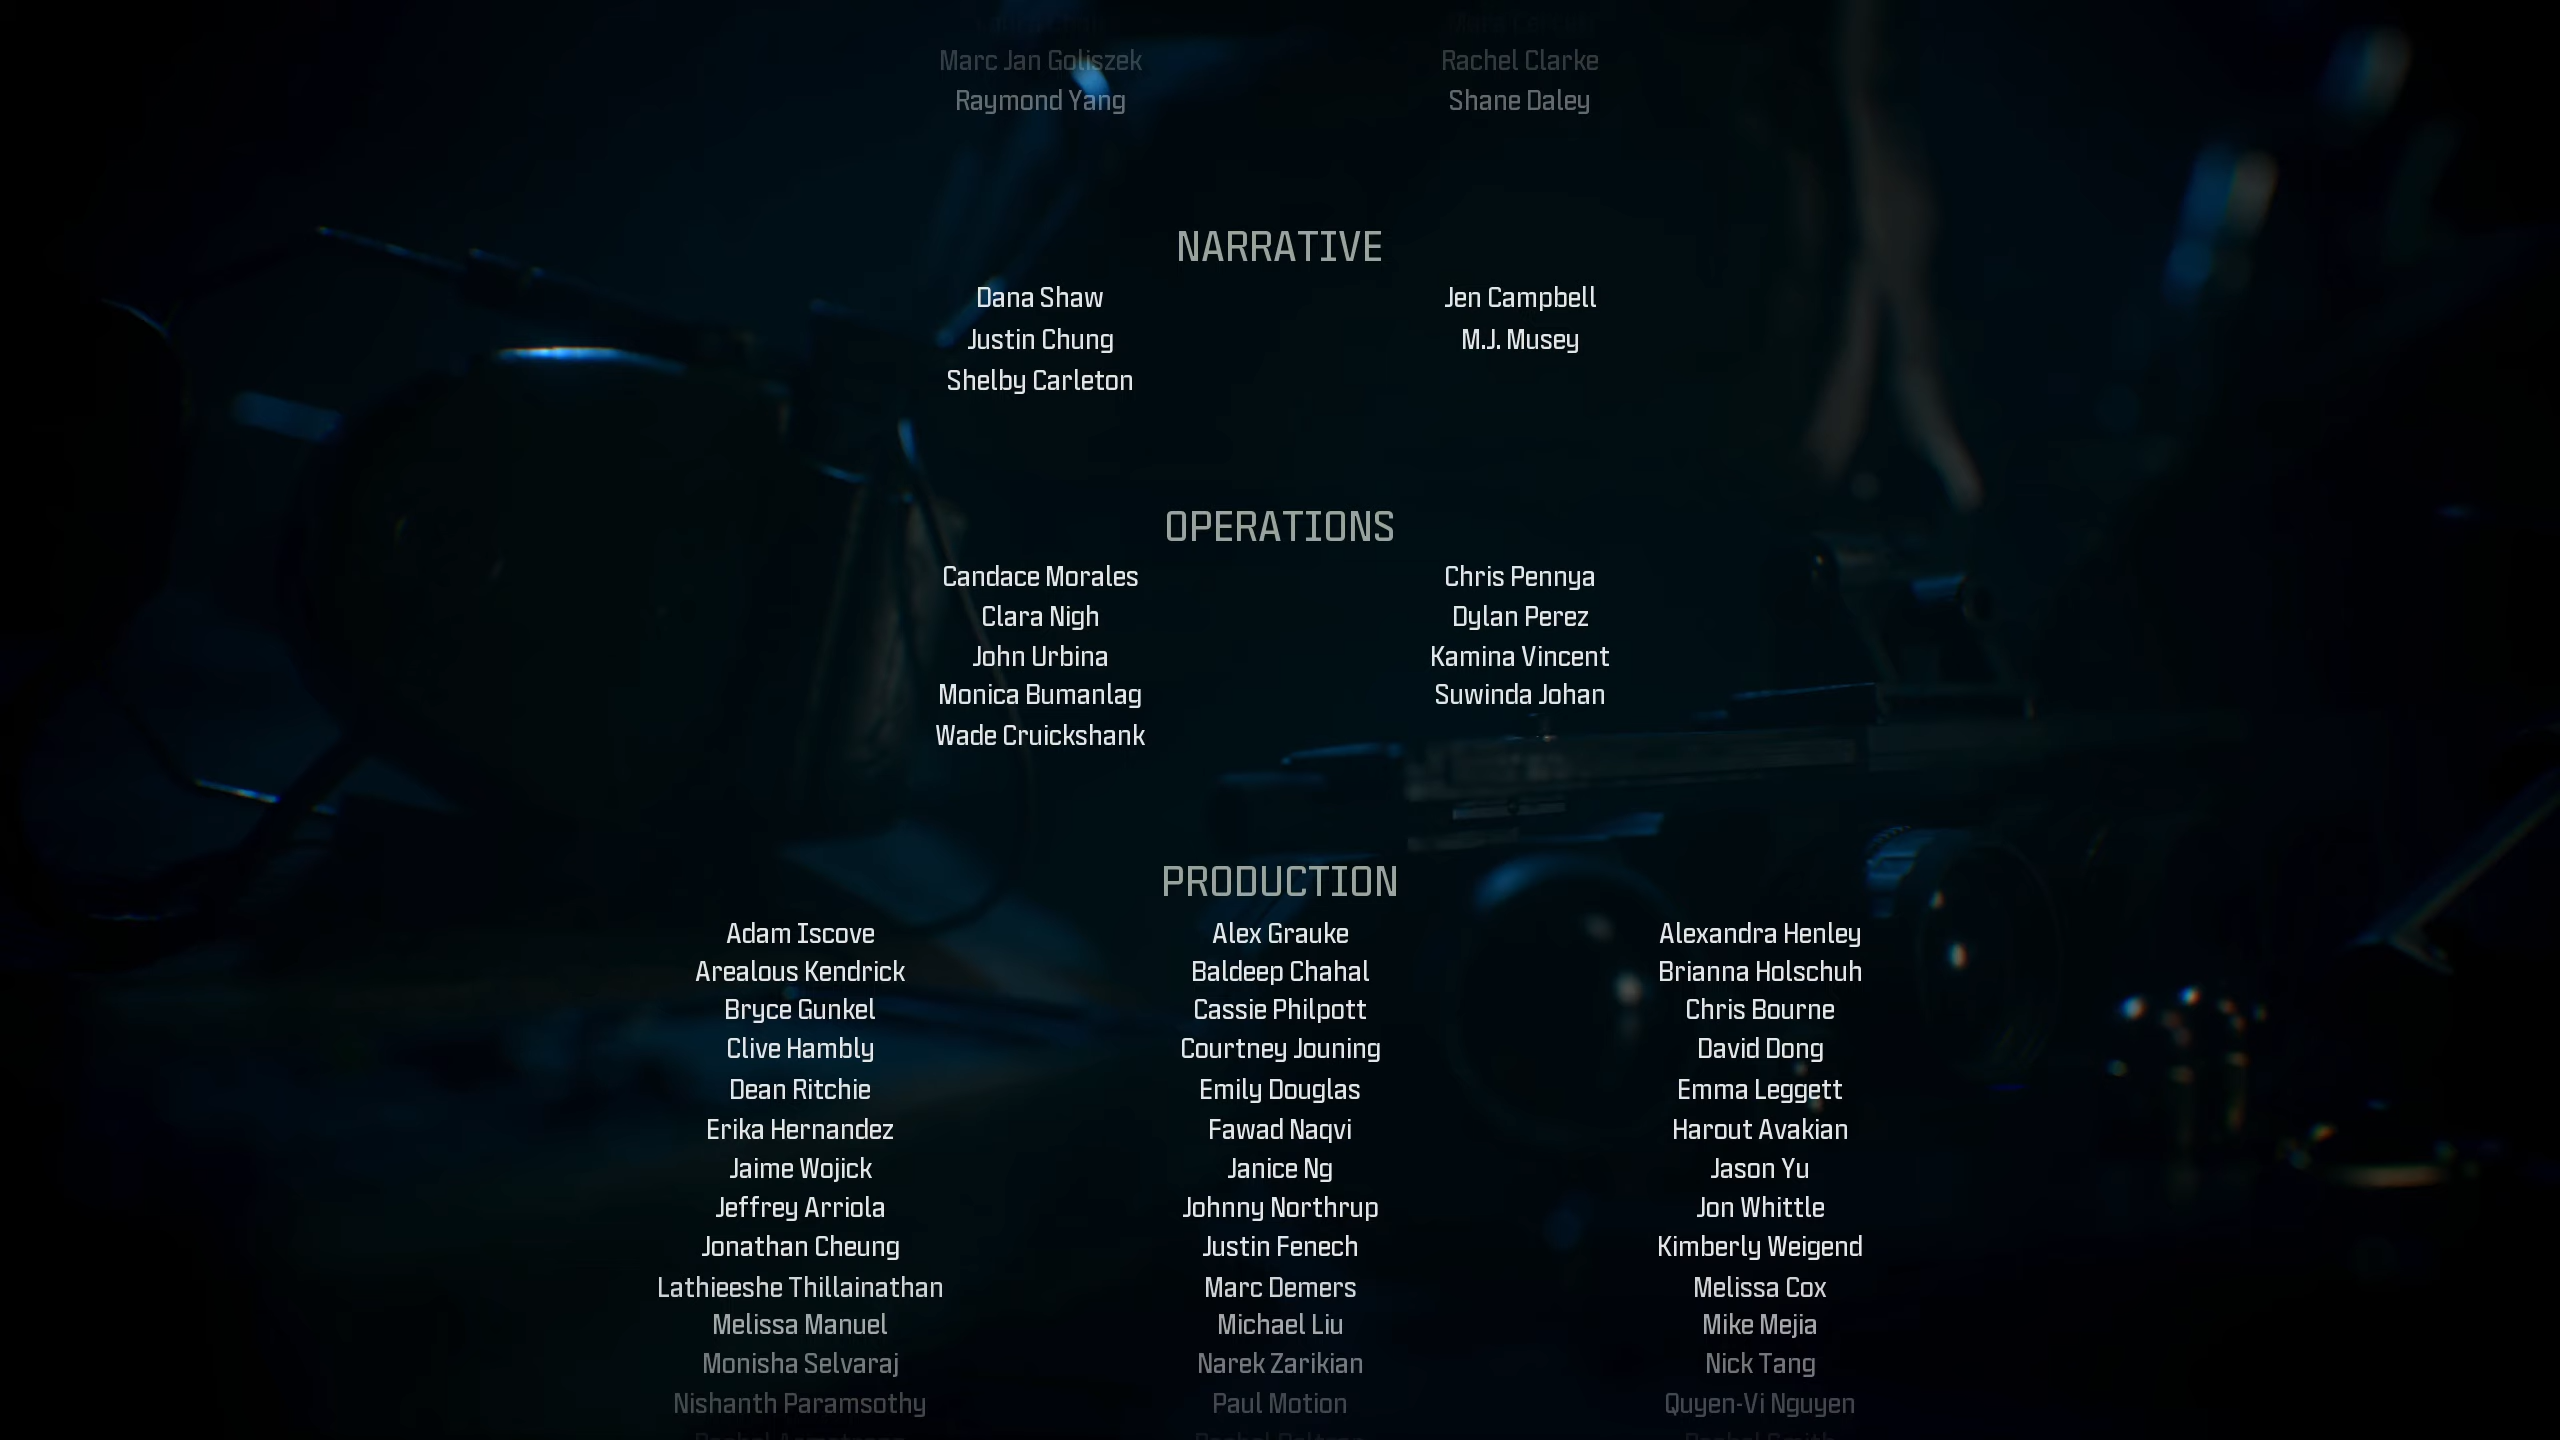 Marc Jan Goliszek Rachel Clarke
Raymond Yang Shane Daley
NARRATIVE
Dana Shaw Jen Campbell
Justin Chung M.J. Musey
Shelby Carleton
OPERATIONS
Candace Morales Chris Pennya
Clara Nigh Dylan Perez
John Urbina Kamina Vincent
Monica Bumanlag Suwinda Johan
Wade Cruickshank
PRODUCTION
Adam Iscove Alex Grauke Alexandra Henley
Arealous Kendrick Baldeep Chahal Brianna Holschuh
Bryce Gunkel Cassie Philpott Chris Bourne
Clive Hambly Courtney Jouning David Dong
Dean Ritchie Emily Douglas Emma Leggett
Erika Hernandez Fawad Naqvi Harout Avakian
Jaime Wojick Janice Ng Jason Yu
Jeffrey Arriola Johnny Northrup Jon Whittle
Jonathan Cheung Justin Fenech Kimberly Weigend
Lathieeshe Thillainathan Marc Demers Melissa Cox
Melissa Manuel Michael Liu Mike Mejia
Monisha Selvaraj Narek Zarikian Nick Tang
Nishanth Paramsothy Paul Motion Quyen-Vi Nguyen